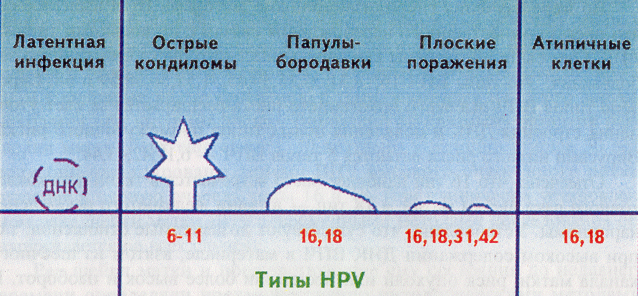 Латентная
инфекция
Острые
кондиломы
Папулы-
бородавки
Плоские
поражения
Атипичные
клетки
ДНК
6-11
16,18
16,18,31,42
16,18
Типы HPV